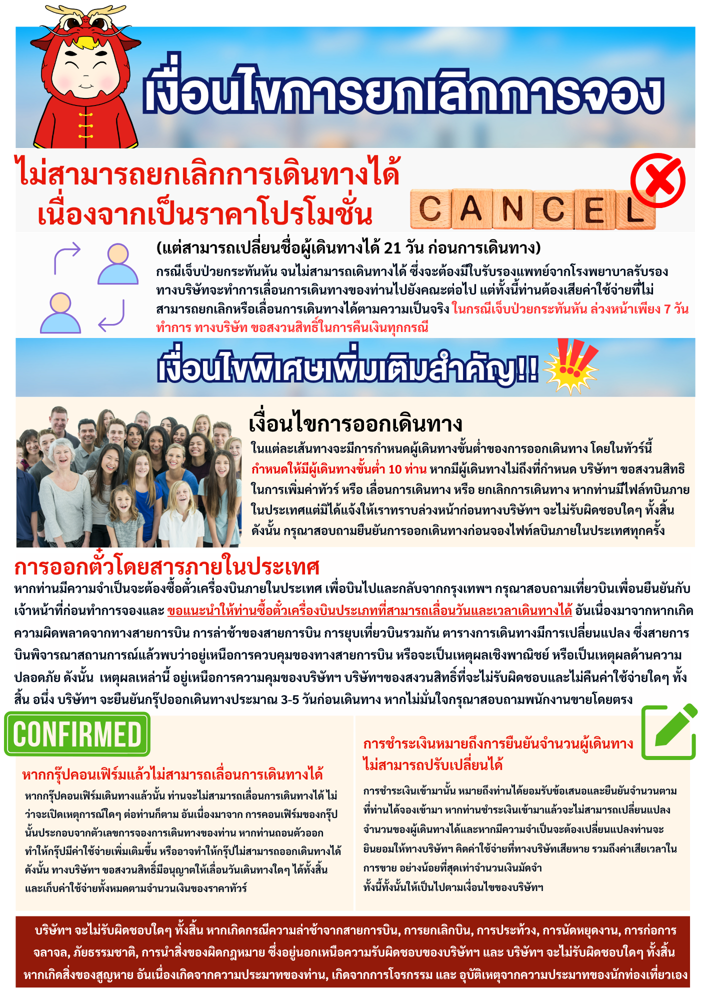 เงื่อนไขการยกเลิกการจอง
ไม่สามารถยกเลิกการเดินทางได้
เนื่องจากเป็นราคาโปรโมชั่น
CANCEL
(แต่สามารถเปลี่ยนชื่อผู้เดินทางได้ 21 วัน ก่อนการเดินทาง)
กรณีเจ็บป่วยกระทันหัน จนไม่สามารถเดินทางได้ ซึ่งจะต้องมีใบรับรองแพทย์จากโรงพยาบาลรับรอง
ทางบริษัทจะทำการเลื่อนการเดินทางของท่านไปยังคณะต่อไป แต่ทั้งนี้ท่านต้องเสียค่าใช้จ่ายที่ไม่
สามารถยกเลิกหรือเลื่อนการเดินทางได้ตามความเป็นจริง ในกรณีเจ็บป่วยกระทันหัน ล่วงหน้าเพียง 7 วัน
ทำการ ทางบริษัท ขอสงวนสิทธิ์ในการคืนเงินทุกกรณี
เงื่อนไขพิเศษเพิ่มเติมสำคัญ!!
!!!
เงื่อนไขการออกเดินทาง
ในแต่ละเส้นทางจะมีการกำหนดผู้เดินทางขั้นต่ำของการออกเดินทาง โดยในทัวร์นี้
กำหนดให้มีผู้เดินทางขั้นต่ำ 10 ท่าน หากมีผู้เดินทางไม่ถึงที่กำหนด บริษัทฯ ขอสงวนสิทธิ
ในการเพิ่มค่าทัวร์ หรือ เลื่อนการเดินทาง หรือ ยกเลิกการเดินทาง หากท่านมีไฟล์ทบินภาย
ในประเทศแต่มิได้แจ้งให้เราทราบล่วงหน้าก่อนทางบริษัทฯ จะไม่รับผิดชอบใดๆ ทั้งสิ้น
ดังนั้น กรุณาสอบถามยืนยันการออกเดินทางก่อนจองไฟท์ลบินภายในประเทศทุกครั้ง
การออกตั๋วโดยสารภายในประเทศ
หากท่านมีความจำเป็นจะต้องซื้อตั๋วเครื่องบินภายในประเทศ เพื่อบินไปและกลับจากกรุงเทพฯ กรุณาสอบถามเที่ยวบินเพื่อนยืนยันกับ
เจ้าหน้าที่ก่อนทำการจองและ ขอแนะนำให้ท่านซื้อตั๋วเครื่องบินประเภทที่สามารถเลื่อนวันและเวลาเดินทางได้ อันเนื่องมาจากหากเกิด
ความผิดพลาดจากทางสายการบิน การล่าช้าของสายการบิน การยุบเที่ยวบินรวมกัน ตารางการเดินทางมีการเปลี่ยนแปลง ซึ่งสายการ
บินพิจารณาสถานการณ์แล้วพบว่าอยู่เหนือการควบคุมของทางสายการบิน หรือจะเป็นเหตุผลเชิงพาณิชย์ หรือเป็นเหตุผลด้านความ
ปลอดภัย ดังนั้น เหตุผลเหล่านี้ อยู่เหนือการความคุมของบริษัทฯ บริษัทฯของสงวนสิทธิ์ที่จะไม่รับผิดชอบและไม่คืนค่าใช้จ่ายใดๆ ทั้ง
สิ้น อนึ่ง บริษัทฯ จะยืนยันกรุ๊ปออกเดินทางประมาณ 3-5 วันก่อนเดินทาง หากไม่มั่นใจกรุณาสอบถามพนักงานขายโดยตรง
CONFIRMED
หากกรุ๊ปคอนเฟิร์มแล้วไม่สามารถเลื่อนการเดินทางได้
หากกรุ๊ปคอนเฟิร์มเดินทางแล้วนั้น ท่านจะไม่สามารถเลื่อนการเดินทางได้ ไม่
ว่าจะเปิดเหตุการณ์ใดๆ ต่อท่านก็ตาม อันเนื่องมาจาก การคอนเฟิร์มของกรุ๊ป
นั้นประกอบจากตัวเลขการจองการเดินทางของท่าน หากท่านถอนตัวออก
ทำให้กรุ๊ปมีค่าใช้จ่ายเพิ่มเติมขึ้น หรืออาจทำให้กรุ๊ปไม่สามารถออกเดินทางได้
ดังนั้น ทางบริษัทฯ ขอสงวนสิทธิ์มีอนุญาตให้เลื่อนวันเดินทางใดๆ ได้ทั้งสิ้น
และเก็บค่าใช้จ่ายทั้งหมดตามจำนวนเงินของราคาทัวร์
การชำระเงินหมายถึงการยืนยันจำนวนผู้เดินทาง
ไม่สามารถปรับเปลี่ยนได้
การชำระเงินเข้ามานั้น หมายถึงท่านได้ยอมรับข้อเสนอและยืนยันจำนวนตาม
ที่ท่านได้จองเข้ามา หากท่านชำระเงินเข้ามาแล้วจะไม่สามารถเปลี่ยนแปลง
จำนวนของผู้เดินทางได้และหากมีความจำเป็นจะต้องเปลี่ยนแปลงท่านจะ
ยินยอมให้ทางบริษัทฯ คิดค่าใช้จ่ายที่ทางบริษัทเสียหาย รวมถึงค่าเสียเวลาใน
การขาย อย่างน้อยที่สุดเท่าจำนวนเงินมัดจำ
ทั้งนี้ทั้งนั้นให้เป็นไปตามเงื่อนไขของบริษัทฯ
บริษัทฯ จะไม่รับผิดชอบใดๆ ทั้งสิ้น หากเกิดกรณีความล่าช้าจากสายการบิน, การยกเลิกบิน, การประท้วง, การนัดหยุดงาน, การก่อการ
จลาจล, ภัยธรรมชาติ, การนำสิ่งของผิดกฎหมาย ซึ่งอยู่นอกเหนือความรับผิดชอบของบริษัทฯ และ บริษัทฯ จะไม่รับผิดชอบใดๆ ทั้งสิ้น
หากเกิดสิ่งของสูญหาย อันเนื่องเกิดจากความประมาทของท่าน, เกิดจากการโจรกรรม และ อุบัติเหตุจากความประมาทของนักท่องเที่ยวเอง